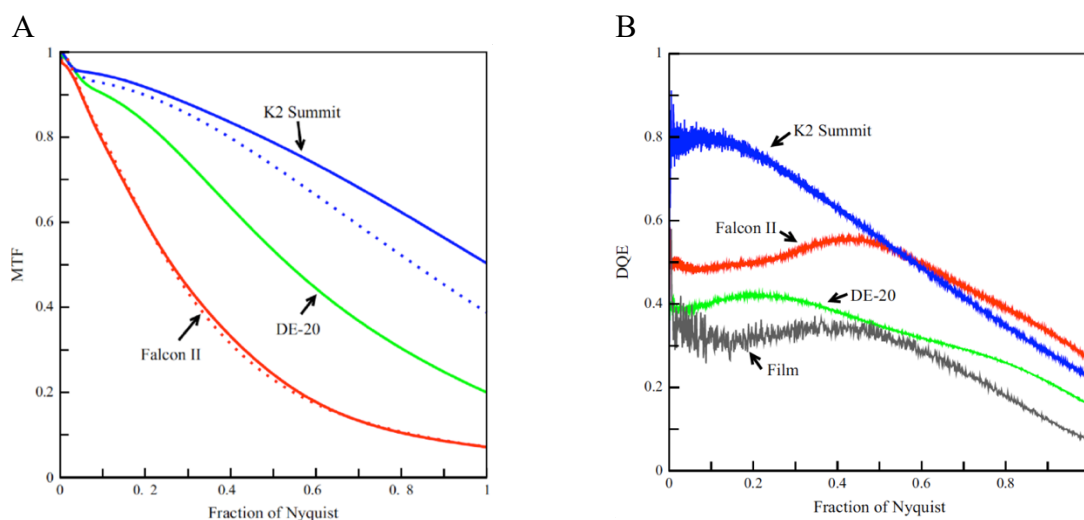 A
1
0.8
0.6
0.4
0.2
0
MTF
K2 Summit
DE-20
Falcon II
0
0. 2
0.4
0.6
0. 8
1
Fraction of Nyquist
B
1
0.8
0.6
0.4
0.2
0
DQE
K2 Summit
Falcon II
DE-20
Film
0
0.2
0.4
0.6
0.8
Fraction of Nyquist